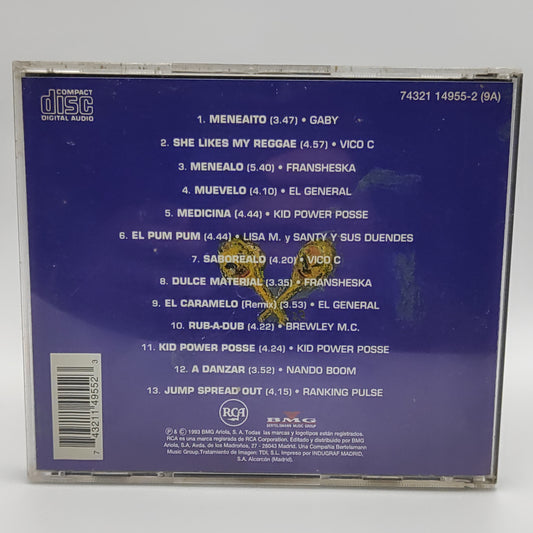 COMPACT
disc
DIGITAL AUDIO
74321 14955-2 (9A)
1. MENEAITO (3.47) • GABY
2. SHE LIKES MY REGGAE (4.57) • VICO C
3. MENEALO (5.40) • FRANSHESKA
4. MUEVELO (4.10) • EL GENERAL
5. MEDICINA (4.44) • KID POWER POSSE
6. EL PUM PUM (4.44) • LISA M. y SANTY Y SUS DUENDES
7. SABOREALO (4.20) • VICO C
8. DULCE MATERIAL (3.35) • FRANSHESKA
9. EL CARAMELO (Remix) (3.53) • EL GENERAL
10. RUB-A-DUB (4.22) • BREWLEY M.C.
11. KID POWER POSSE (4.24) • KID POWER POSSE
12. A DANZAR (3.52) • NANDO BOOM
13. JUMP SPREAD OUT (4,15) • RANKING PULSE
7 43211 49552 3
RCA
BMG
BERTELSMANN MUSIC GROUP
℗ & © 1993 BMG Ariola, S. A. Todas las marcas y logotipos están registrados.
RCA es una marca registrada de RCA Corporation. Editado y distribuido por BMG
Ariola, S.A. Avda. de los Madroños, 27 - 28043 Madrid. Una Compañía Bertelsmann
Music Group.Tratamiento de Imagen: TDI, S.L. Impreso por INDUGRAF MADRID,
S.A. Alcorcón (Madrid).